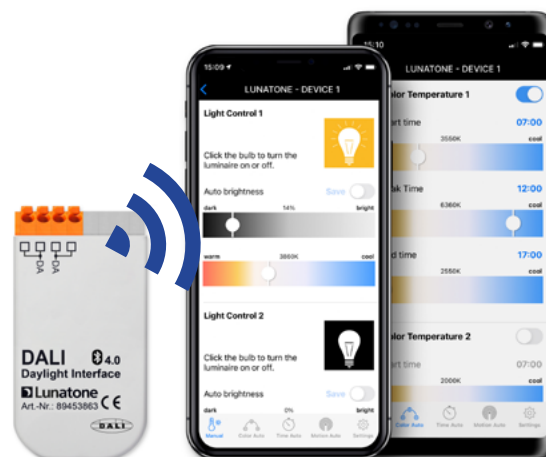 DA
DA
DALI 4.0
Daylight Interface
Lunatone
Art.-Nr.: 89453863 CE
DALI
15:09
LUNATONE - DEVICE 1
Light Control 1
Click the bulb to turn the
luminaire on or off.
Auto brightness Save
dark 14% bright
warm 3860K cool
Light Control 2
Click the bulb to turn the
luminaire on or off.
Auto brightness Save
dark 0% bright
Manual Color Auto Time Auto Motion Auto Settings
15:10
LUNATONE - DEVICE 1
olor Temperature 1
art time 07:00
3550K cool
ak Time 12:00
6360K cool
d time 17:00
2550K cool
olor Temperature 2
art time 07:00
2000K cool
Color Auto Time Auto Motion Auto Settings